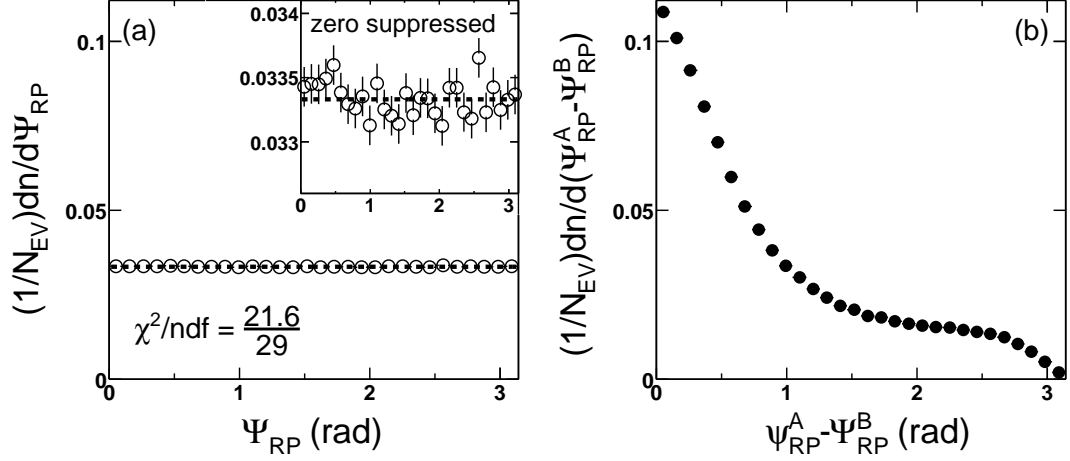 (a)
zero suppressed
0.034
0.0335
0.033
0 1 2 3
0.1
0.05
0
(1/N_EV)dn/dΨ_RP
χ²/ndf = 21.6/29
0 1 2 3
Ψ_RP (rad)
(b)
0.1
0.05
0
(1/N_EV)dn/d(Ψ^A_RP-Ψ^B_RP)
0 1 2 3
ψ^A_RP-Ψ^B_RP (rad)